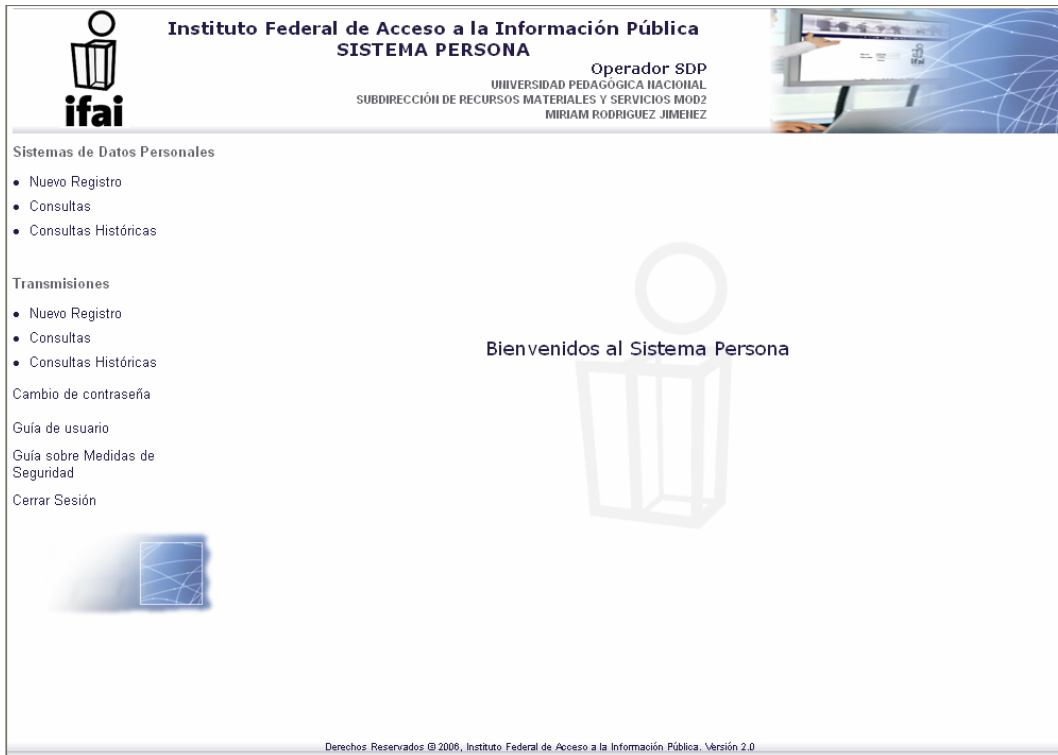 Instituto Federal de Acceso a la Información Pública
SISTEMA PERSONA
Operador SDP
UNIVERSIDAD PEDAGÓGICA NACIONAL
SUBDIRECCIÓN DE RECURSOS MATERIALES Y SERVICIOS MOD2
MIRIAM RODRIGUEZ JIMENEZ
ifai
Sistemas de Datos Personales
• Nuevo Registro
• Consultas
• Consultas Históricas
Transmisiones
• Nuevo Registro
• Consultas
• Consultas Históricas
Cambio de contraseña
Guía de usuario
Guía sobre Medidas de
Seguridad
Cerrar Sesión
Bienvenidos al Sistema Persona
Derechos Reservados @ 2006, Instituto Federal de Acceso a la Información Pública. Versión 2.0